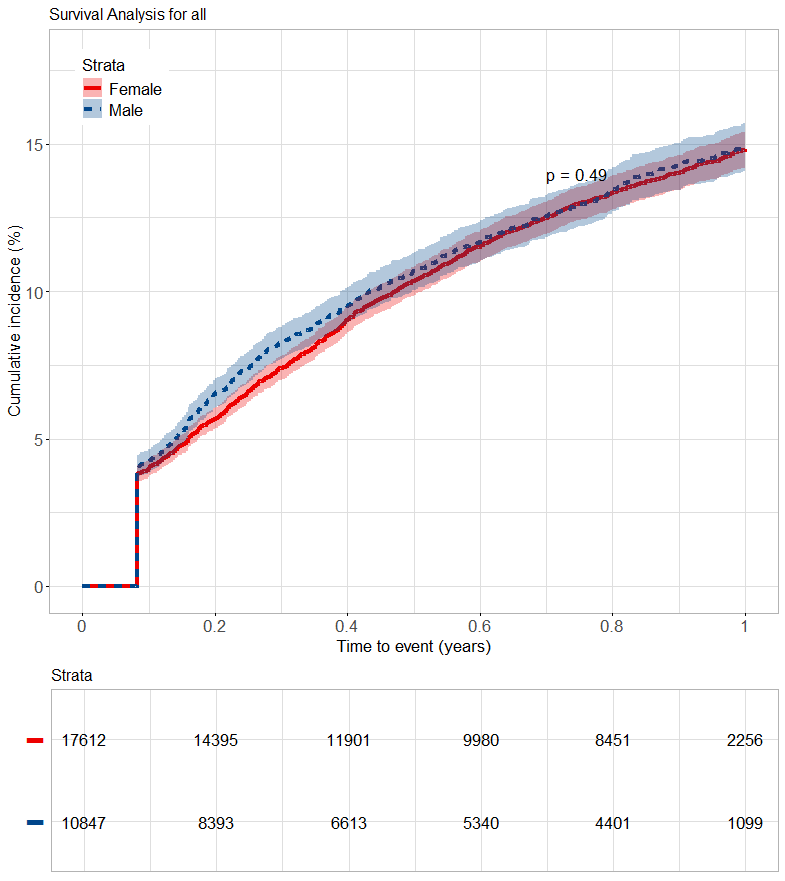 Survival Analysis for all
Strata
Female
Male
p = 0.49
15
10
5
0
Cumulative incidence (%)
0 0.2 0.4 0.6 0.8 1
Time to event (years)
Strata
17612 14395 11901 9980 8451 2256
10847 8393 6613 5340 4401 1099